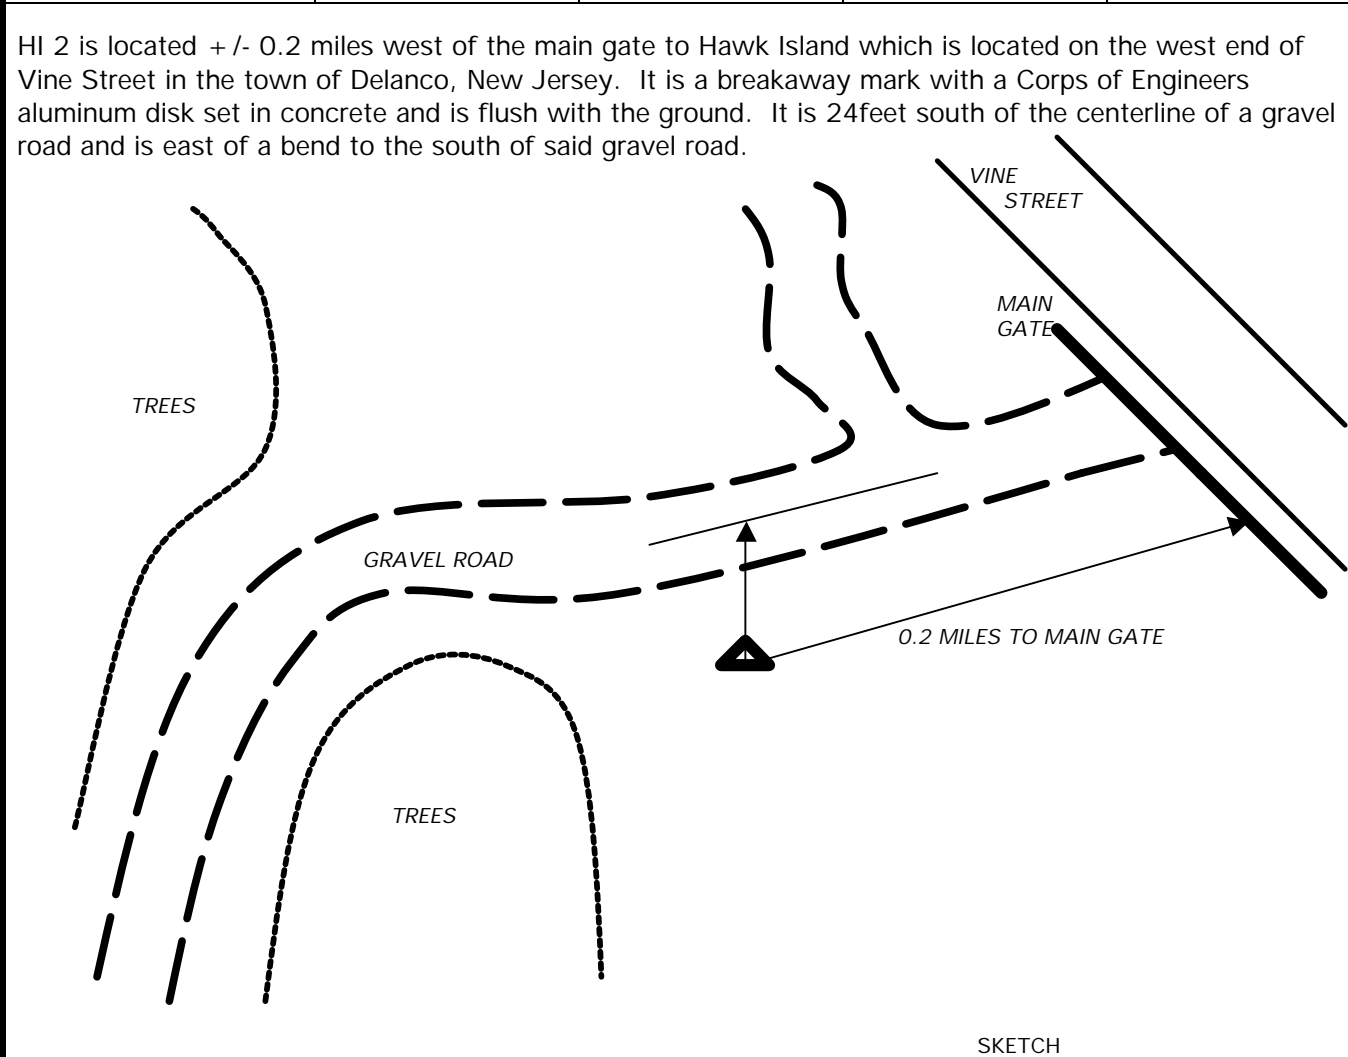 HI 2 is located +/- 0.2 miles west of the main gate to Hawk Island which is located on the west end of
Vine Street in the town of Delanco, New Jersey.  It is a breakaway mark with a Corps of Engineers
aluminum disk set in concrete and is flush with the ground.  It is 24feet south of the centerline of a gravel
road and is east of a bend to the south of said gravel road.
VINE
STREET
MAIN
GATE
TREES
GRAVEL ROAD
0.2 MILES TO MAIN GATE
TREES
SKETCH